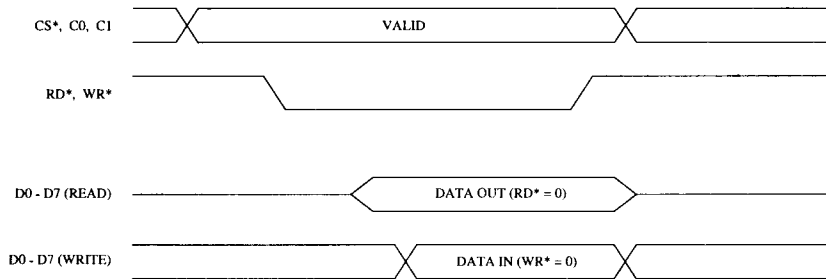 CS*, C0, C1 VALID
RD*, WR*
D0 - D7 (READ) DATA OUT (RD* = 0)
D0 - D7 (WRITE) DATA IN (WR* = 0)